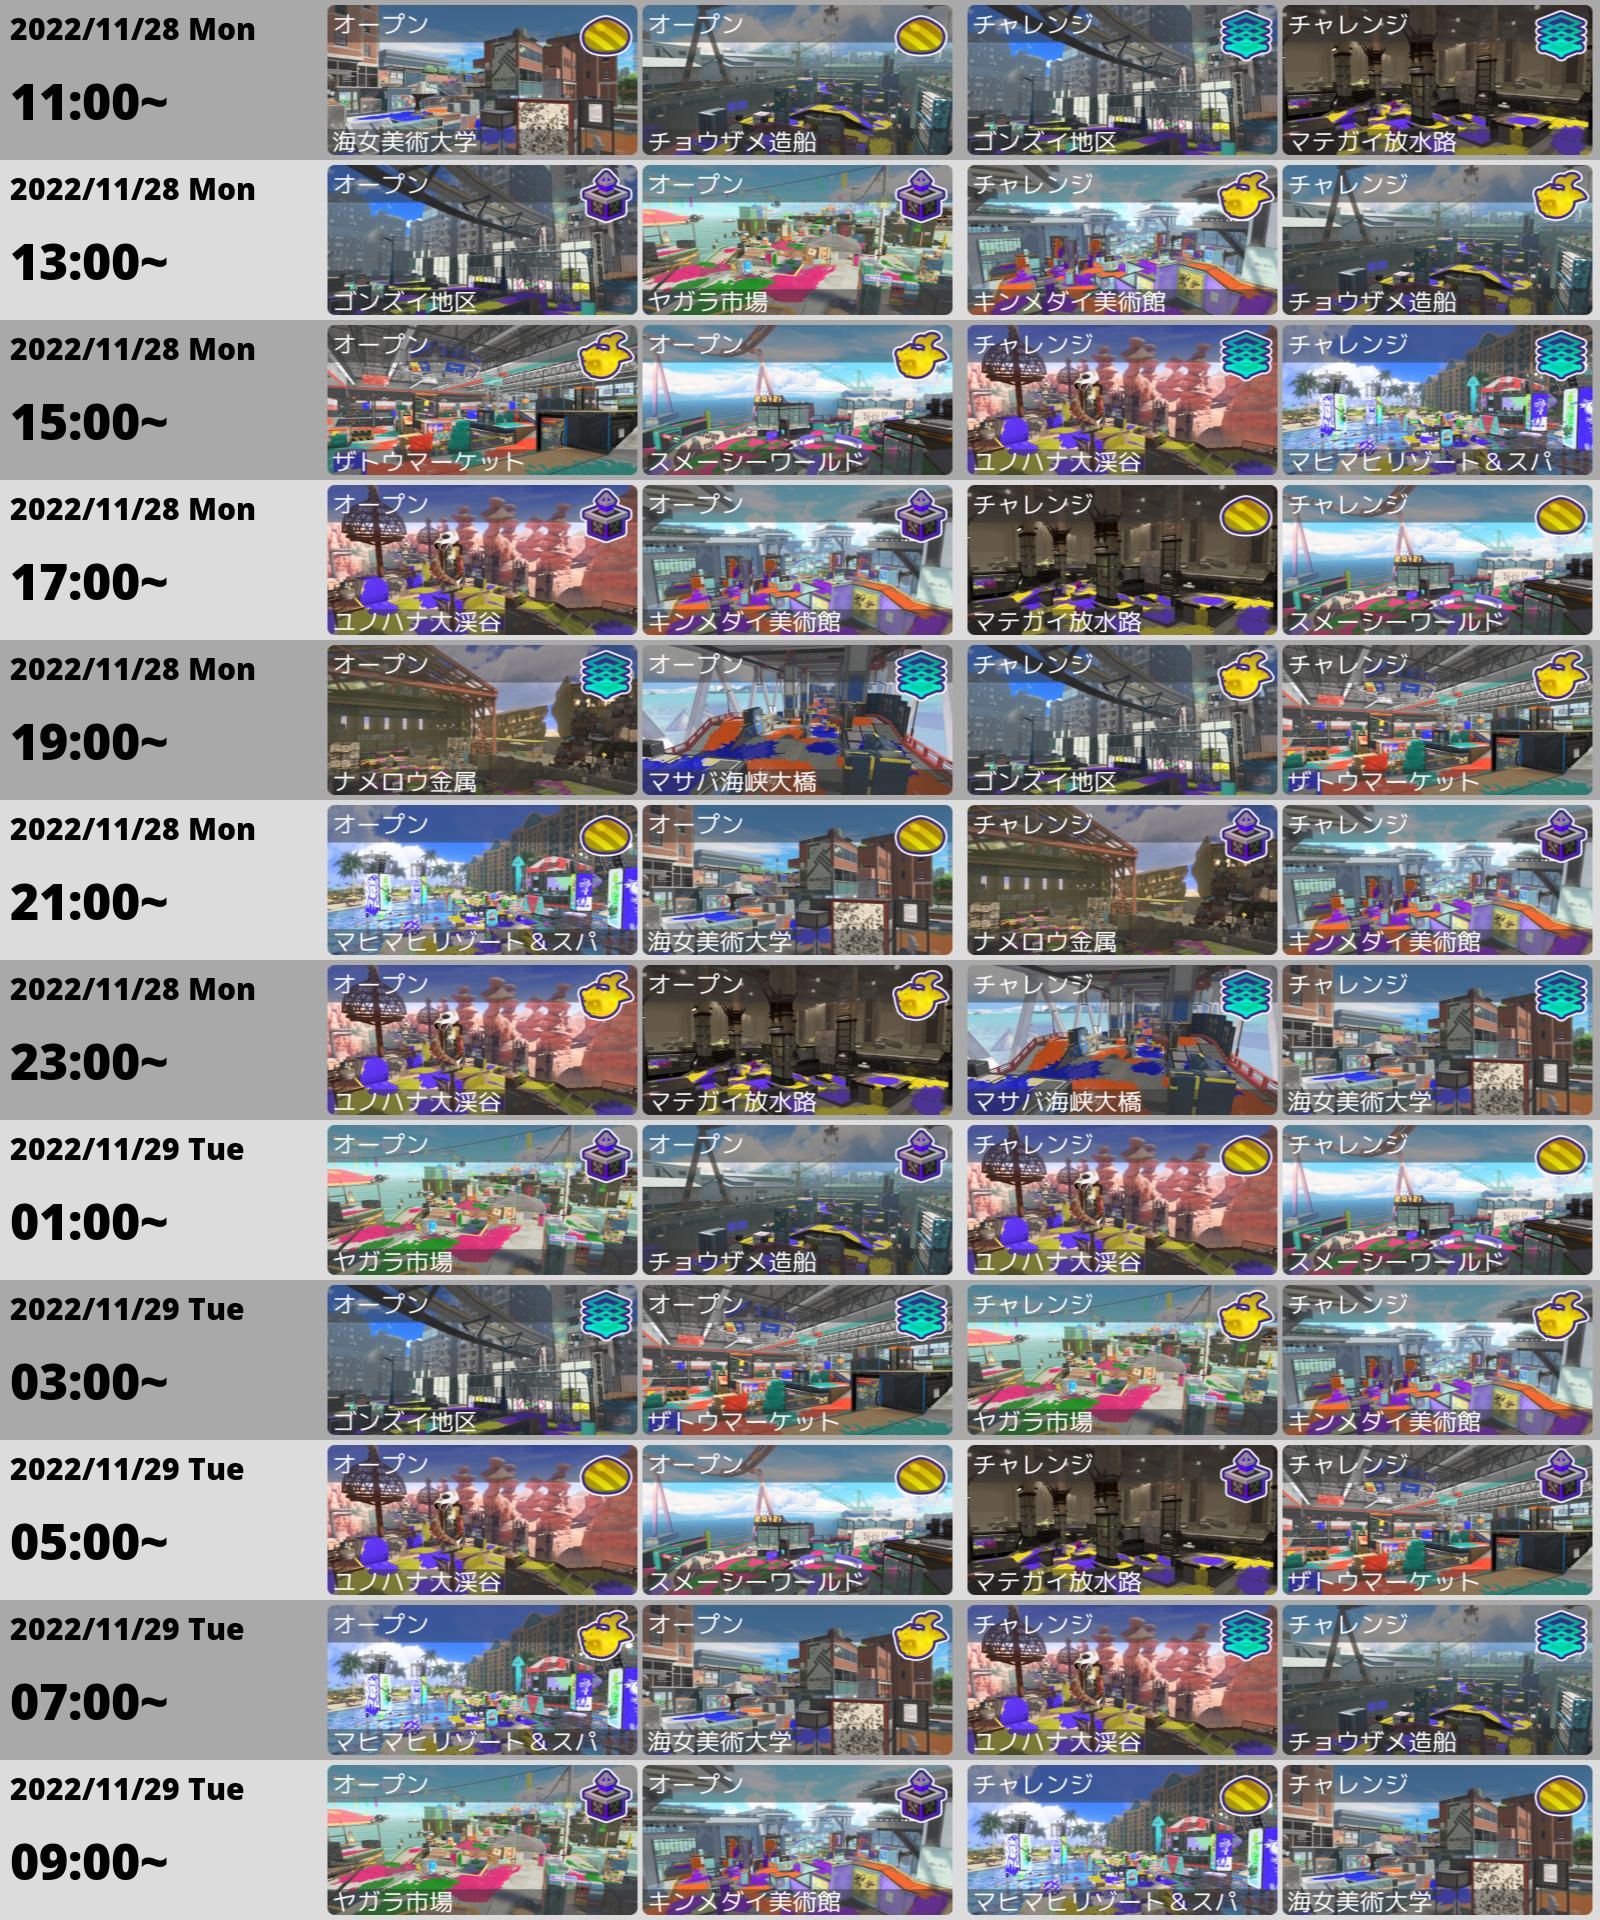 2022/11/28 Mon
11:00~
オープン
海女美術大学
オープン
チョウザメ造船
チャレンジ
ゴンズイ地区
チャレンジ
マテガイ放水路
2022/11/28 Mon
13:00~
オープン
ゴンズイ地区
オープン
ヤガラ市場
チャレンジ
キンメダイ美術館
チャレンジ
チョウザメ造船
2022/11/28 Mon
15:00~
オープン
ザトウマーケット
オープン
スメーシーワールド
チャレンジ
ユノハナ大渓谷
チャレンジ
マヒマヒリゾート＆スパ
2022/11/28 Mon
17:00~
オープン
ユノハナ大渓谷
オープン
キンメダイ美術館
チャレンジ
マテガイ放水路
チャレンジ
スメーシーワールド
2022/11/28 Mon
19:00~
オープン
ナメロウ金属
オープン
マサバ海峡大橋
チャレンジ
ゴンズイ地区
チャレンジ
ザトウマーケット
2022/11/28 Mon
21:00~
オープン
マヒマヒリゾート＆スパ
オープン
海女美術大学
チャレンジ
ナメロウ金属
チャレンジ
キンメダイ美術館
2022/11/28 Mon
23:00~
オープン
ユノハナ大渓谷
オープン
マテガイ放水路
チャレンジ
マサバ海峡大橋
チャレンジ
海女美術大学
2022/11/29 Tue
01:00~
オープン
ヤガラ市場
オープン
チョウザメ造船
チャレンジ
ユノハナ大渓谷
チャレンジ
スメーシーワールド
2022/11/29 Tue
03:00~
オープン
ゴンズイ地区
オープン
ザトウマーケット
チャレンジ
ヤガラ市場
チャレンジ
キンメダイ美術館
2022/11/29 Tue
05:00~
オープン
ユノハナ大渓谷
オープン
スメーシーワールド
チャレンジ
マテガイ放水路
チャレンジ
ザトウマーケット
2022/11/29 Tue
07:00~
オープン
マヒマヒリゾート＆スパ
オープン
海女美術大学
チャレンジ
ユノハナ大渓谷
チャレンジ
チョウザメ造船
2022/11/29 Tue
09:00~
オープン
ヤガラ市場
オープン
キンメダイ美術館
チャレンジ
マヒマヒリゾート＆スパ
チャレンジ
海女美術大学